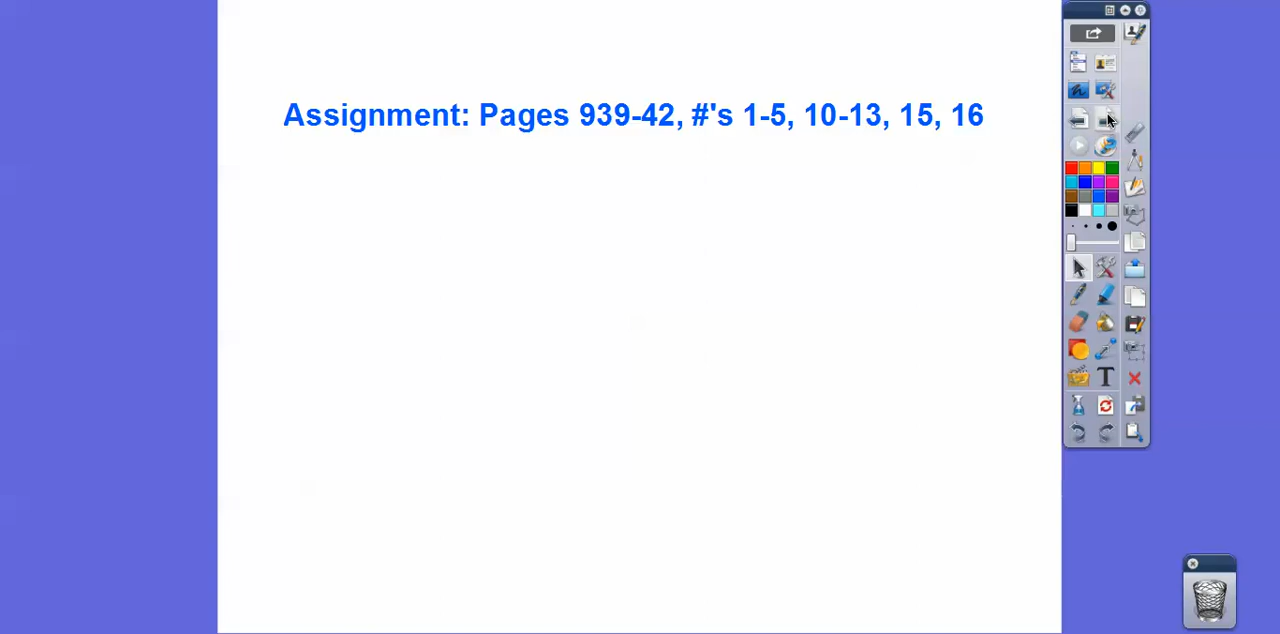 Assignment: Pages 939-42, #'s 1-5, 10-13, 15, 16
T